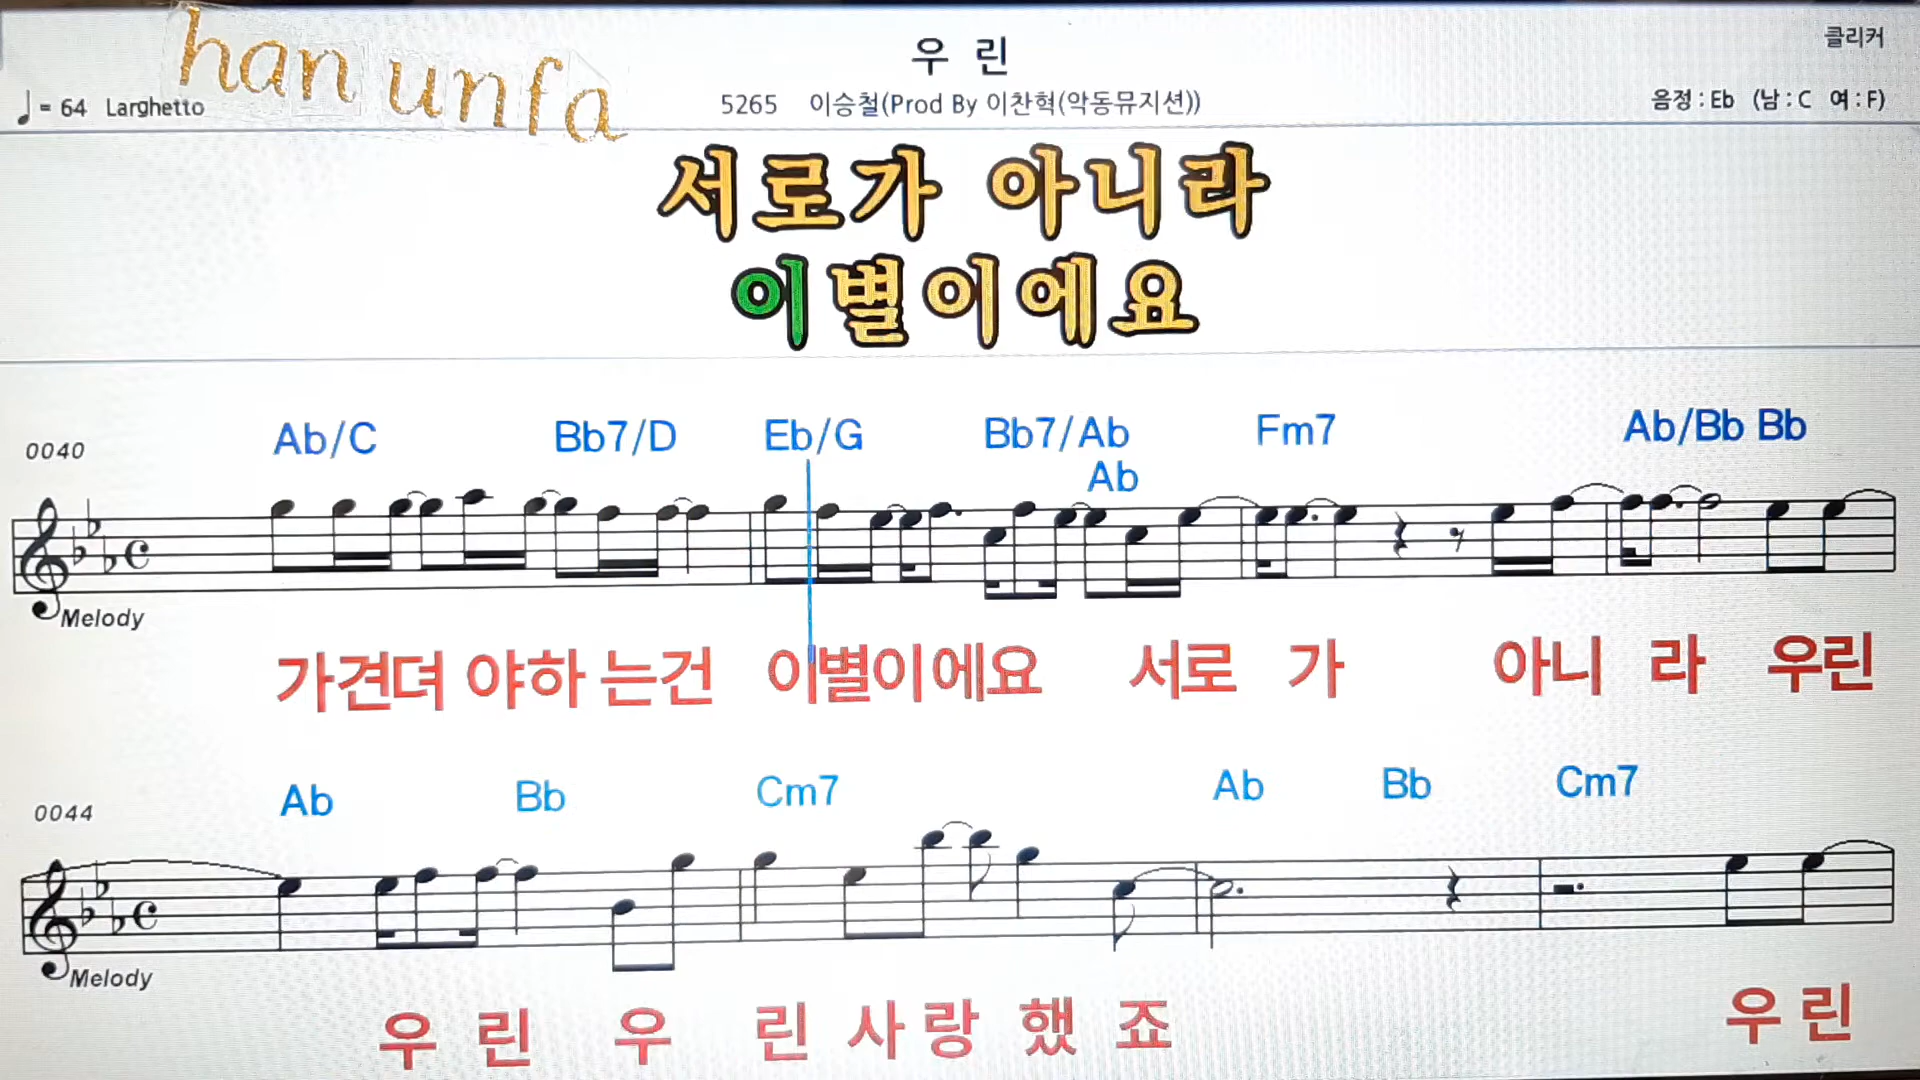 han unfa
우 린
클리커
♩= 64 Larghetto
5265 이승철(Prod By 이찬혁(악동뮤지션))
음정 : Eb (남 : C 여 : F)
서로가 아니라
이별이에요
0040
Ab/C Bb7/D Eb/G Bb7/Ab Fm7 Ab/Bb Bb
Ab
Melody
가견뎌 야하 는건 이별이에요 서로 가 아니 라 우린
0044
Ab Bb Cm7 Ab Bb Cm7
Melody
우 린 우 린 사 랑 했 죠 우 린